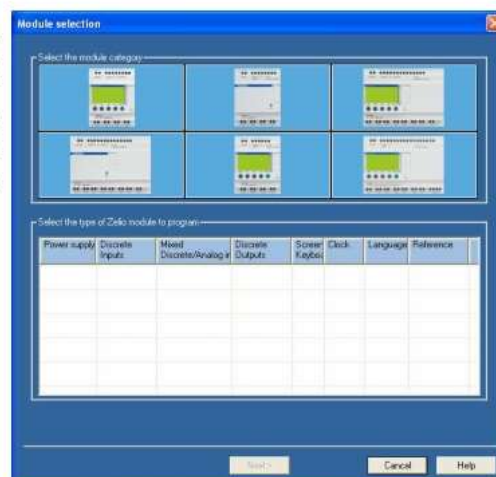 Module selection
Select the module category
Select the type of Zelio module to program
Power supply Discrete Inputs Mixed Discrete/Analog in Discrete Outputs Screen Keyboa Clock Language Reference
Next >
Cancel Help